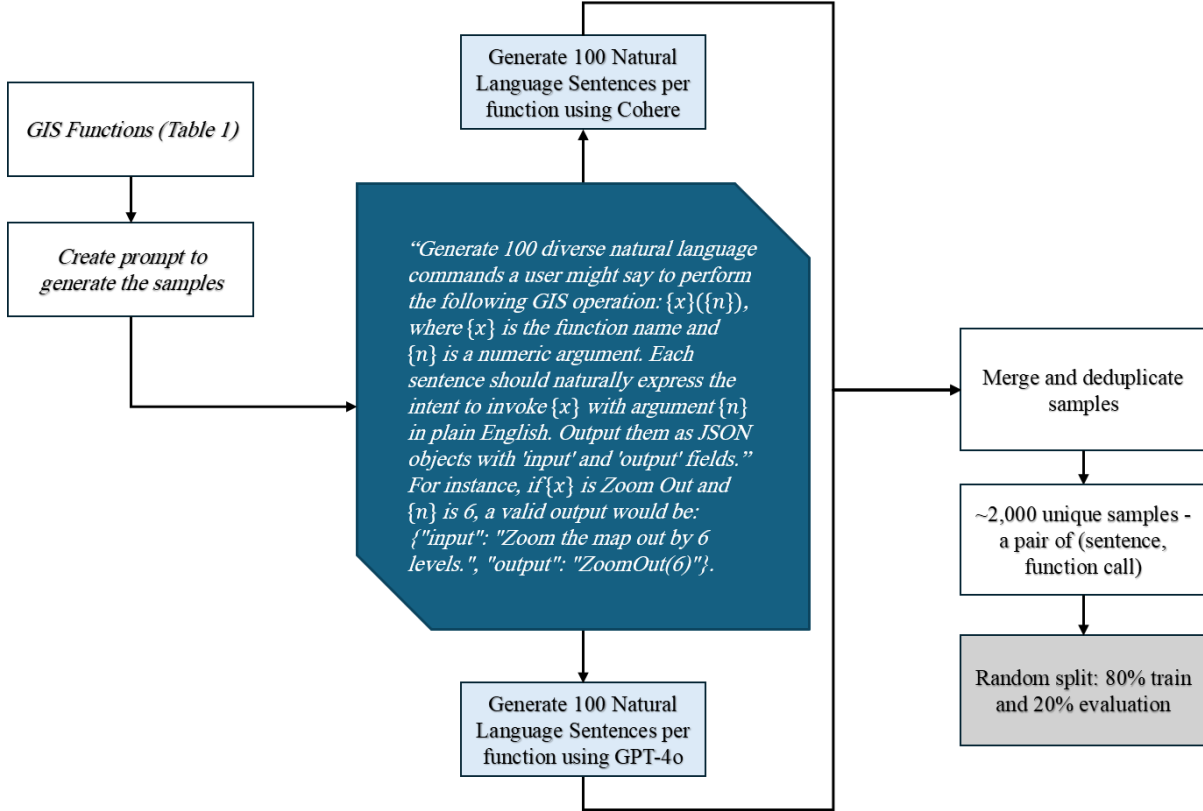 GIS Functions (Table 1)
Create prompt to
generate the samples
Generate 100 Natural
Language Sentences per
function using Cohere
“Generate 100 diverse natural language
commands a user might say to perform
the following GIS operation: {x}({n}),
where {x} is the function name and
{n} is a numeric argument. Each
sentence should naturally express the
intent to invoke {x} with argument {n}
in plain English. Output them as JSON
objects with 'input' and 'output' fields.”
For instance, if {x} is Zoom Out and
{n} is 6, a valid output would be:
{"input": "Zoom the map out by 6
levels.", "output": "ZoomOut(6)"}.
Generate 100 Natural
Language Sentences per
function using GPT-4o
Merge and deduplicate
samples
~2,000 unique samples -
a pair of (sentence,
function call)
Random split: 80% train
and 20% evaluation